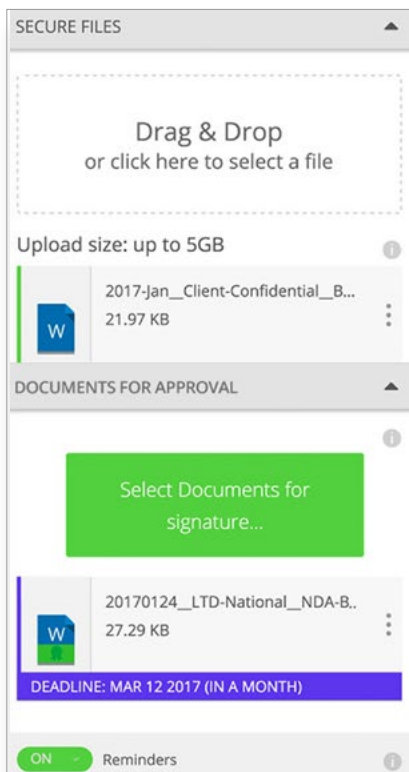 SECURE FILES
Drag & Drop
or click here to select a file
Upload size: up to 5GB
2017-Jan__Client-Confidential__B...
21.97 KB
W
DOCUMENTS FOR APPROVAL
Select Documents for
signature...
20170124__LTD-National__NDA-B..
27.29 KB
W
DEADLINE: MAR 12 2017 (IN A MONTH)
ON Reminders